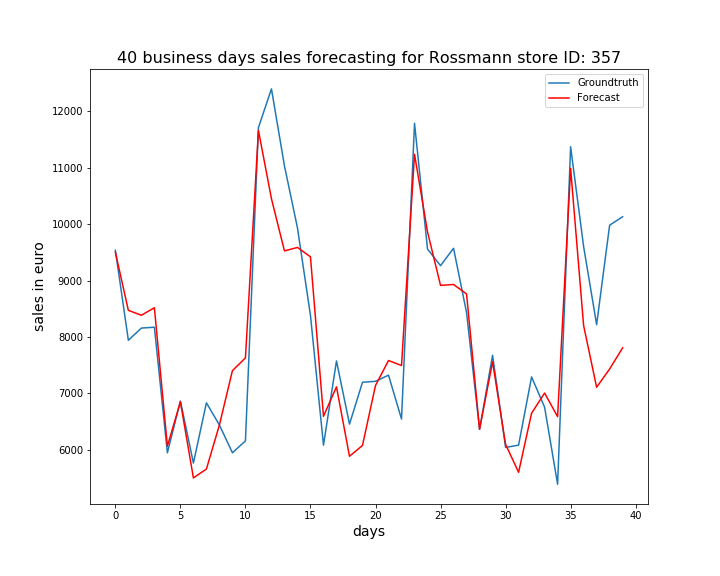 40 business days sales forecasting for Rossmann store ID: 357
Groundtruth
Forecast
12000
11000
10000
9000
8000
7000
6000
sales in euro
0 5 10 15 20 25 30 35 40
days